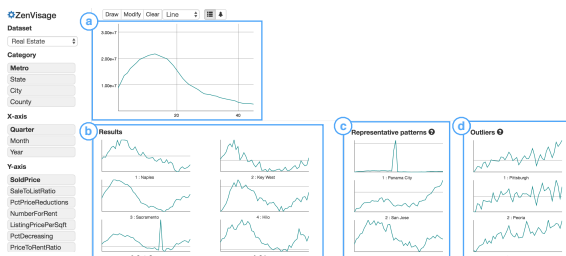 ZenVisage
Dataset
Real Estate
Category
Metro
State
City
County
X-axis
Quarter
Month
Year
Y-axis
SoldPrice
SaleToListRatio
PctPriceReductions
NumberForRent
ListingPricePerSqft
PctDecreasing
PriceToRentRatio
Draw Modify Clear Line
a
3.00e+7
2.00e+7
1.00e+7
20 40
b
Results
1 : Naples
2 : Key West
3 : Sacramento
4 : Hilo
c
Representative patterns
1 : Panama City
2 : San Jose
d
Outliers
1 : Pittsburgh
2 : Peoria